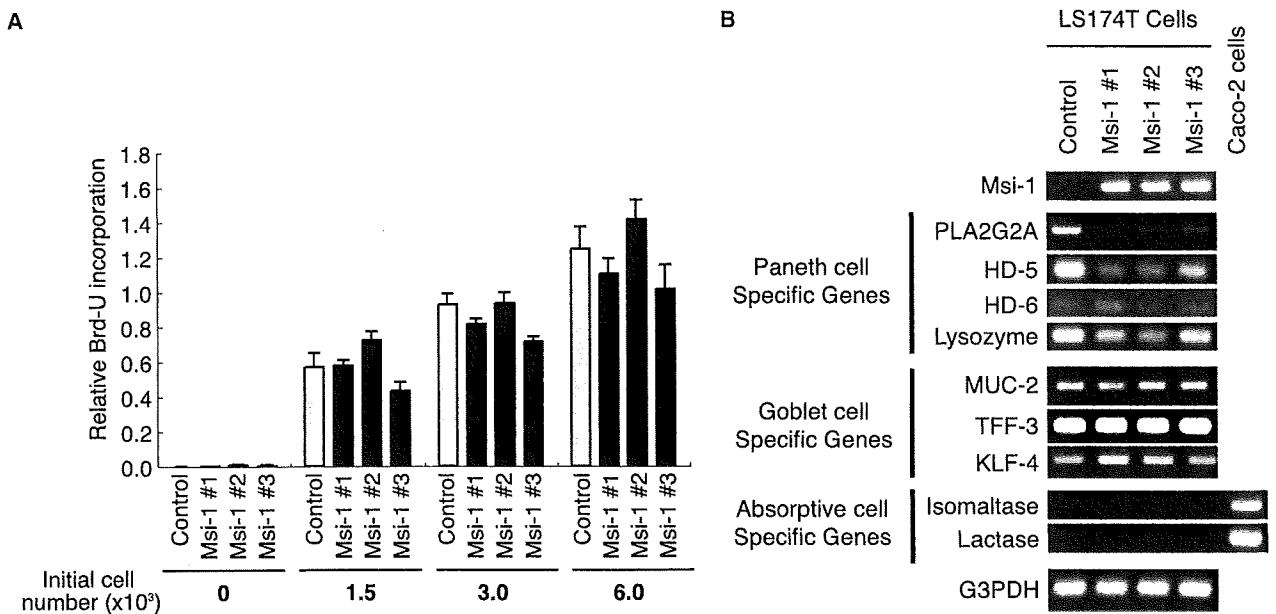 A
Relative Brd-U incorporation
1.8
1.6
1.4
1.2
1.0
0.8
0.6
0.4
0.2
0.0
Control
Msi-1 #1
Msi-1 #2
Msi-1 #3
Control
Msi-1 #1
Msi-1 #2
Msi-1 #3
Control
Msi-1 #1
Msi-1 #2
Msi-1 #3
Control
Msi-1 #1
Msi-1 #2
Msi-1 #3
Initial cell
number (x10³)
0
1.5
3.0
6.0
B
LS174T Cells
Control
Msi-1 #1
Msi-1 #2
Msi-1 #3
Caco-2 cells
Msi-1
Paneth cell
Specific Genes
PLA2G2A
HD-5
HD-6
Lysozyme
Goblet cell
Specific Genes
MUC-2
TFF-3
KLF-4
Absorptive cell
Specific Genes
Isomaltase
Lactase
G3PDH